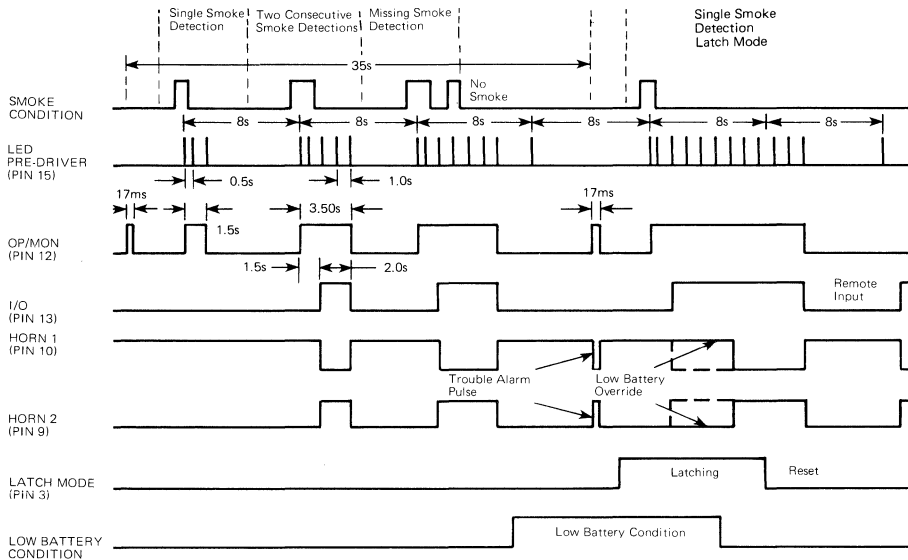 Single Smoke
Detection
Two Consecutive
Smoke Detections
Missing Smoke
Detection
Single Smoke
Detection
Latch Mode
35s
No
Smoke
SMOKE
CONDITION
8s
8s
8s
8s
8s
8s
LED
PRE-DRIVER
(PIN 15)
0.5s
1.0s
17ms
3.50s
17ms
OP/MON
(PIN 12)
1.5s
1.5s
2.0s
I/O
(PIN 13)
Remote
Input
HORN 1
(PIN 10)
Trouble Alarm
Pulse
Low Battery
Override
HORN 2
(PIN 9)
LATCH MODE
(PIN 3)
Latching
Reset
LOW BATTERY
CONDITION
Low Battery Condition